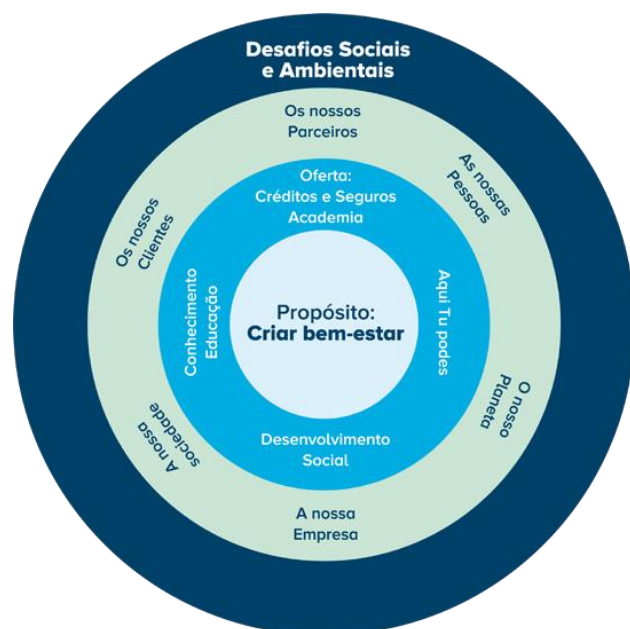 Desafios Sociais
e Ambientais
Os nossos
Parceiros
As nossas
Pessoas
Os nossos
Clientes
Oferta:
Créditos e Seguros
Academia
Conhecimento
Educação
Propósito:
Criar bem-estar
Aqui Tu podes
O nosso
Planeta
A nossa
sociedade
Desenvolvimento
Social
A nossa
Empresa